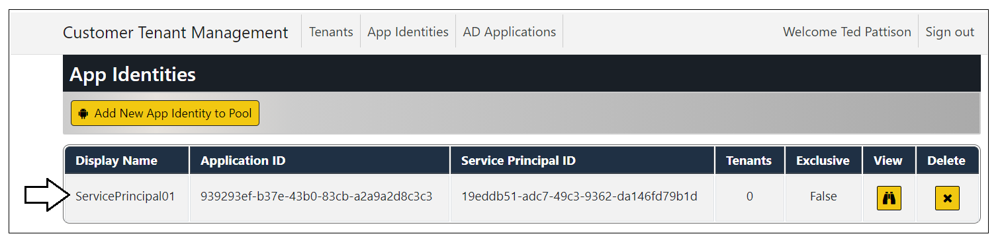 Customer Tenant Management Tenants App Identities AD Applications Welcome Ted Pattison Sign out
App Identities
Add New App Identity to Pool
Display Name Application ID Service Principal ID Tenants Exclusive View Delete
ServicePrincipal01 939293ef-b37e-43b0-83cb-a2a9a2d8c3c3 19eddb51-adc7-49c3-9362-da146fd79b1d 0 False